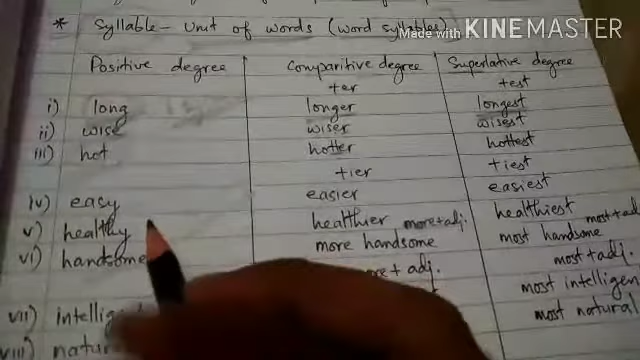 * Syllable - Unit of words (word syllables)
Made with KINEMASTER
Positive degree Comparitive degree Superlative degree
+er +est
i) long longer longest
ii) wise wiser wisest
iii) hot hotter hottest
+ier +iest
iv) easy easier easiest
v) healthy healthier more+adj. healthiest most+adj
vi) handsome more handsome most handsome
+ adj. most+adj.
most intelligen
vii) most natural
viii)